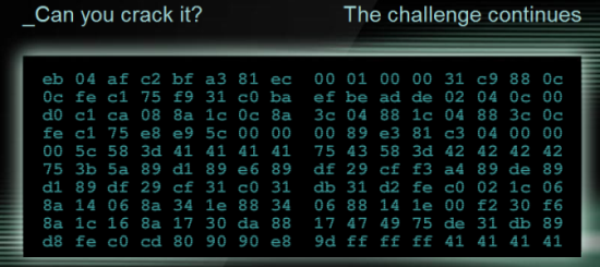 _Can you crack it? The challenge continues
eb 04 af c2 bf a3 81 ec 00 01 00 00 31 c9 88 0c
0c fe c1 75 f9 31 c0 ba ef be ad de 02 04 0c 00
d0 c1 ca 08 8a 1c 0c 8a 3c 04 88 1c 04 88 3c 0c
fe c1 75 e8 e9 5c 00 00 00 89 e3 81 c3 04 00 00
00 5c 58 3d 41 41 41 41 75 43 58 3d 42 42 42 42
75 3b 5a 89 d1 89 e6 89 df 29 cf f3 a4 89 de 89
d1 89 df 29 cf 31 c0 31 db 31 d2 fe c0 02 1c 06
8a 14 06 8a 34 1e 88 34 06 88 14 1e 00 f2 30 f6
8a 1c 16 8a 17 30 da 88 17 47 49 75 de 31 db 89
d8 fe c0 cd 80 90 90 e8 9d ff ff ff 41 41 41 41